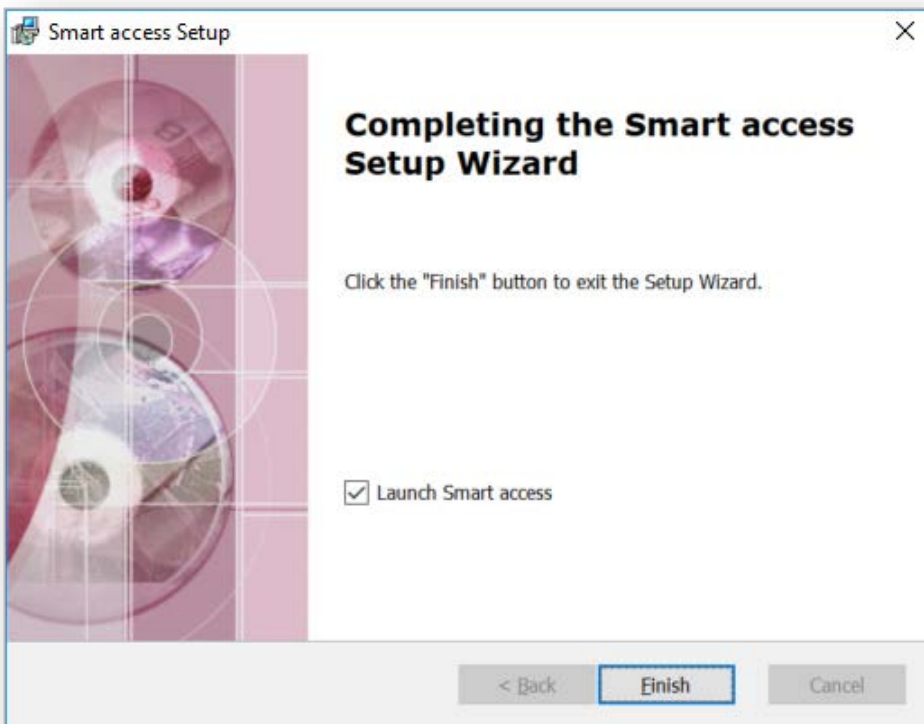 Smart access Setup
Completing the Smart access
Setup Wizard
Click the "Finish" button to exit the Setup Wizard.
Launch Smart access
< Back
Finish
Cancel